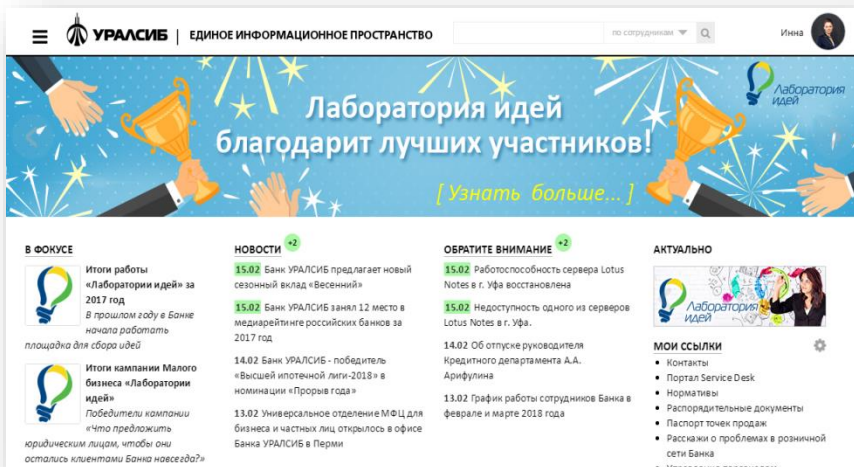 УРАЛСИБ | ЕДИНОЕ ИНФОРМАЦИОННОЕ ПРОСТРАНСТВО
по сотрудникам
Инна
Лаборатория идей
благодарит лучших участников!
[ Узнать больше... ]
Лаборатория
идей
В ФОКУСЕ
Итоги работы
«Лаборатории идей» за
2017 год
В прошлом году в Банке
начала работать
площадка для сбора идей
Итоги кампании Малого
бизнеса «Лаборатории
идей»
Победители кампании
«Что предложить
юридическим лицам, чтобы они
остались клиентами Банка навсегда?»
НОВОСТИ +2
15.02 Банк УРАЛСИБ предлагает новый
сезонный вклад «Весенний»
15.02 Банк УРАЛСИБ занял 12 место в
медиарейтинге российских банков за
2017 год
14.02 Банк УРАЛСИБ - победитель
«Высшей ипотечной лиги-2018» в
номинации «Прорыв года»
13.02 Универсальное отделение МФЦ для
бизнеса и частных лиц открылось в офисе
Банка УРАЛСИБ в Перми
ОБРАТИТЕ ВНИМАНИЕ +2
15.02 Работоспособность сервера Lotus
Notes в г. Уфа восстановлена
15.02 Недоступность одного из серверов
Lotus Notes в г. Уфа.
14.02 Об отпуске руководителя
Кредитного департамента А.А.
Арифулина
13.02 График работы сотрудников Банка в
феврале и марте 2018 года
АКТУАЛЬНО
Лаборатория
идей
МОИ ССЫЛКИ
Контакты
Портал Service Desk
Нормативы
Распорядительные документы
Паспорт точек продаж
Расскажи о проблемах в розничной
сети Банка